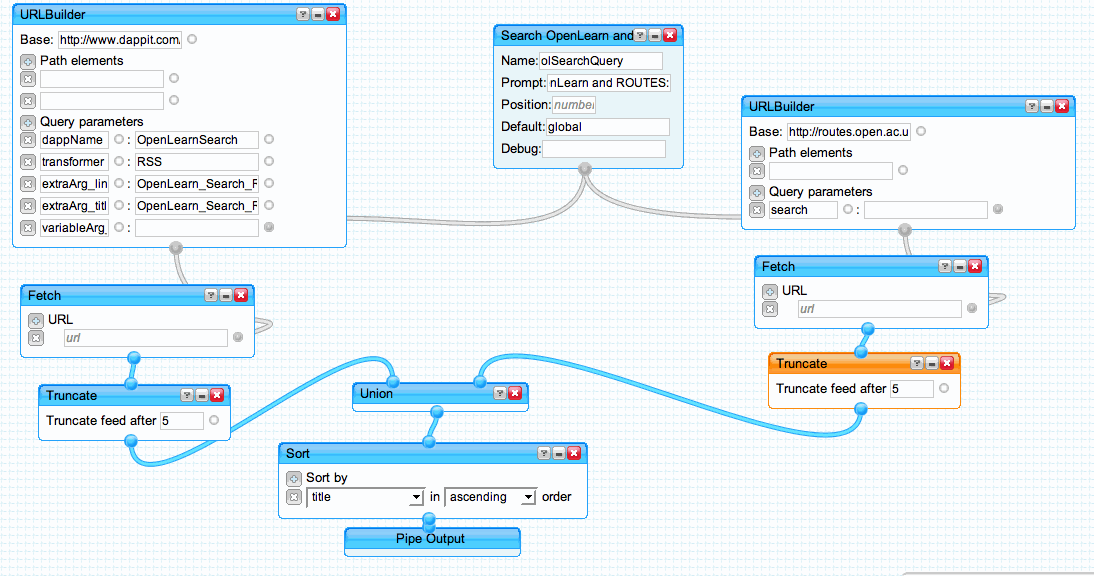 URLBuilder
Base: http://www.dappit.com/
Path elements
Query parameters
dappName : OpenLearnSearch
transformer : RSS
extraArg_lin : OpenLearn_Search_F
extraArg_titl : OpenLearn_Search_F
variableArg_ :
Search OpenLearn and
Name: olSearchQuery
Prompt: nLearn and ROUTES:
Position: number
Default: global
Debug:
URLBuilder
Base: http://routes.open.ac.u
Path elements
Query parameters
search :
Fetch
URL
url
Fetch
URL
url
Truncate
Truncate feed after 5
Union
Truncate
Truncate feed after 5
Sort
Sort by
title in ascending order
Pipe Output